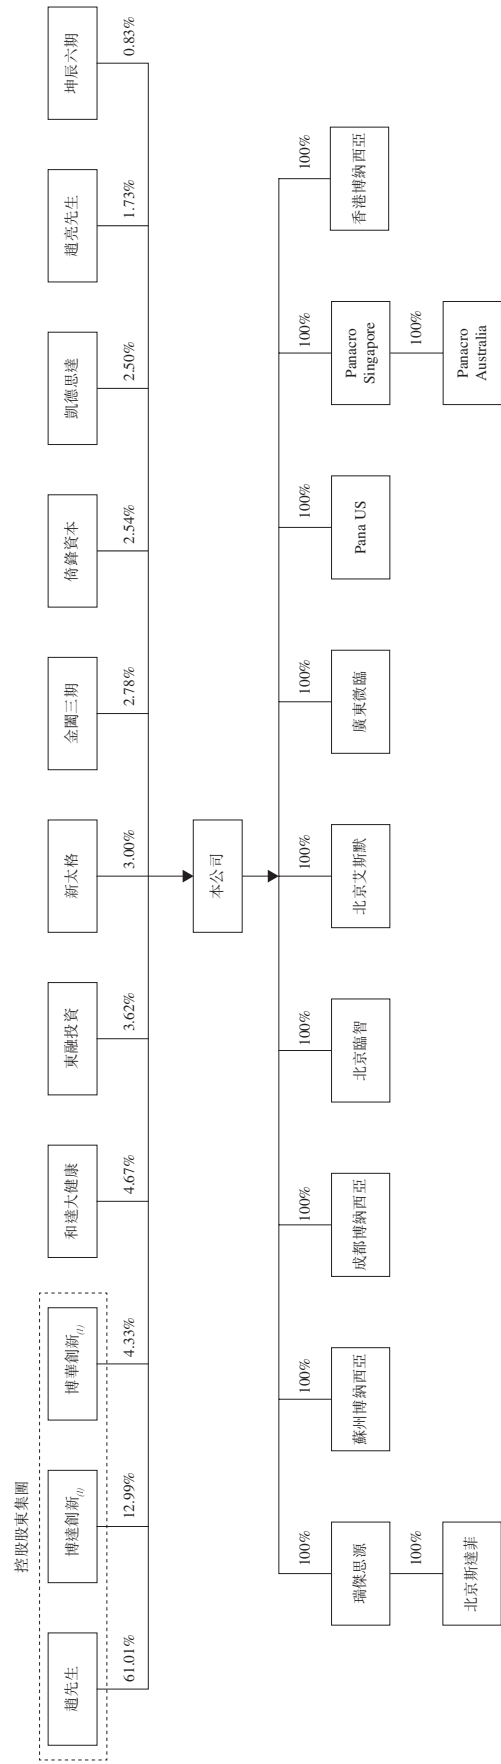 控股股東集團
趙先生
博達創新(1)
博華創新(1)
和達大健康
東融投資
新太格
金闔三期
倚鋒資本
凱德思達
趙亮先生
坤辰六期
61.01%
12.99%
4.33%
4.67%
3.62%
3.00%
2.78%
2.54%
2.50%
1.73%
0.83%
本公司
100%
100%
100%
100%
100%
100%
100%
100%
100%
瑞傑思源
蘇州博納西亞
成都博納西亞
北京臨智
北京艾斯默
廣東微臨
Pana US
Panacro
Singapore
香港博納西亞
100%
100%
北京斯達菲
Panacro
Australia